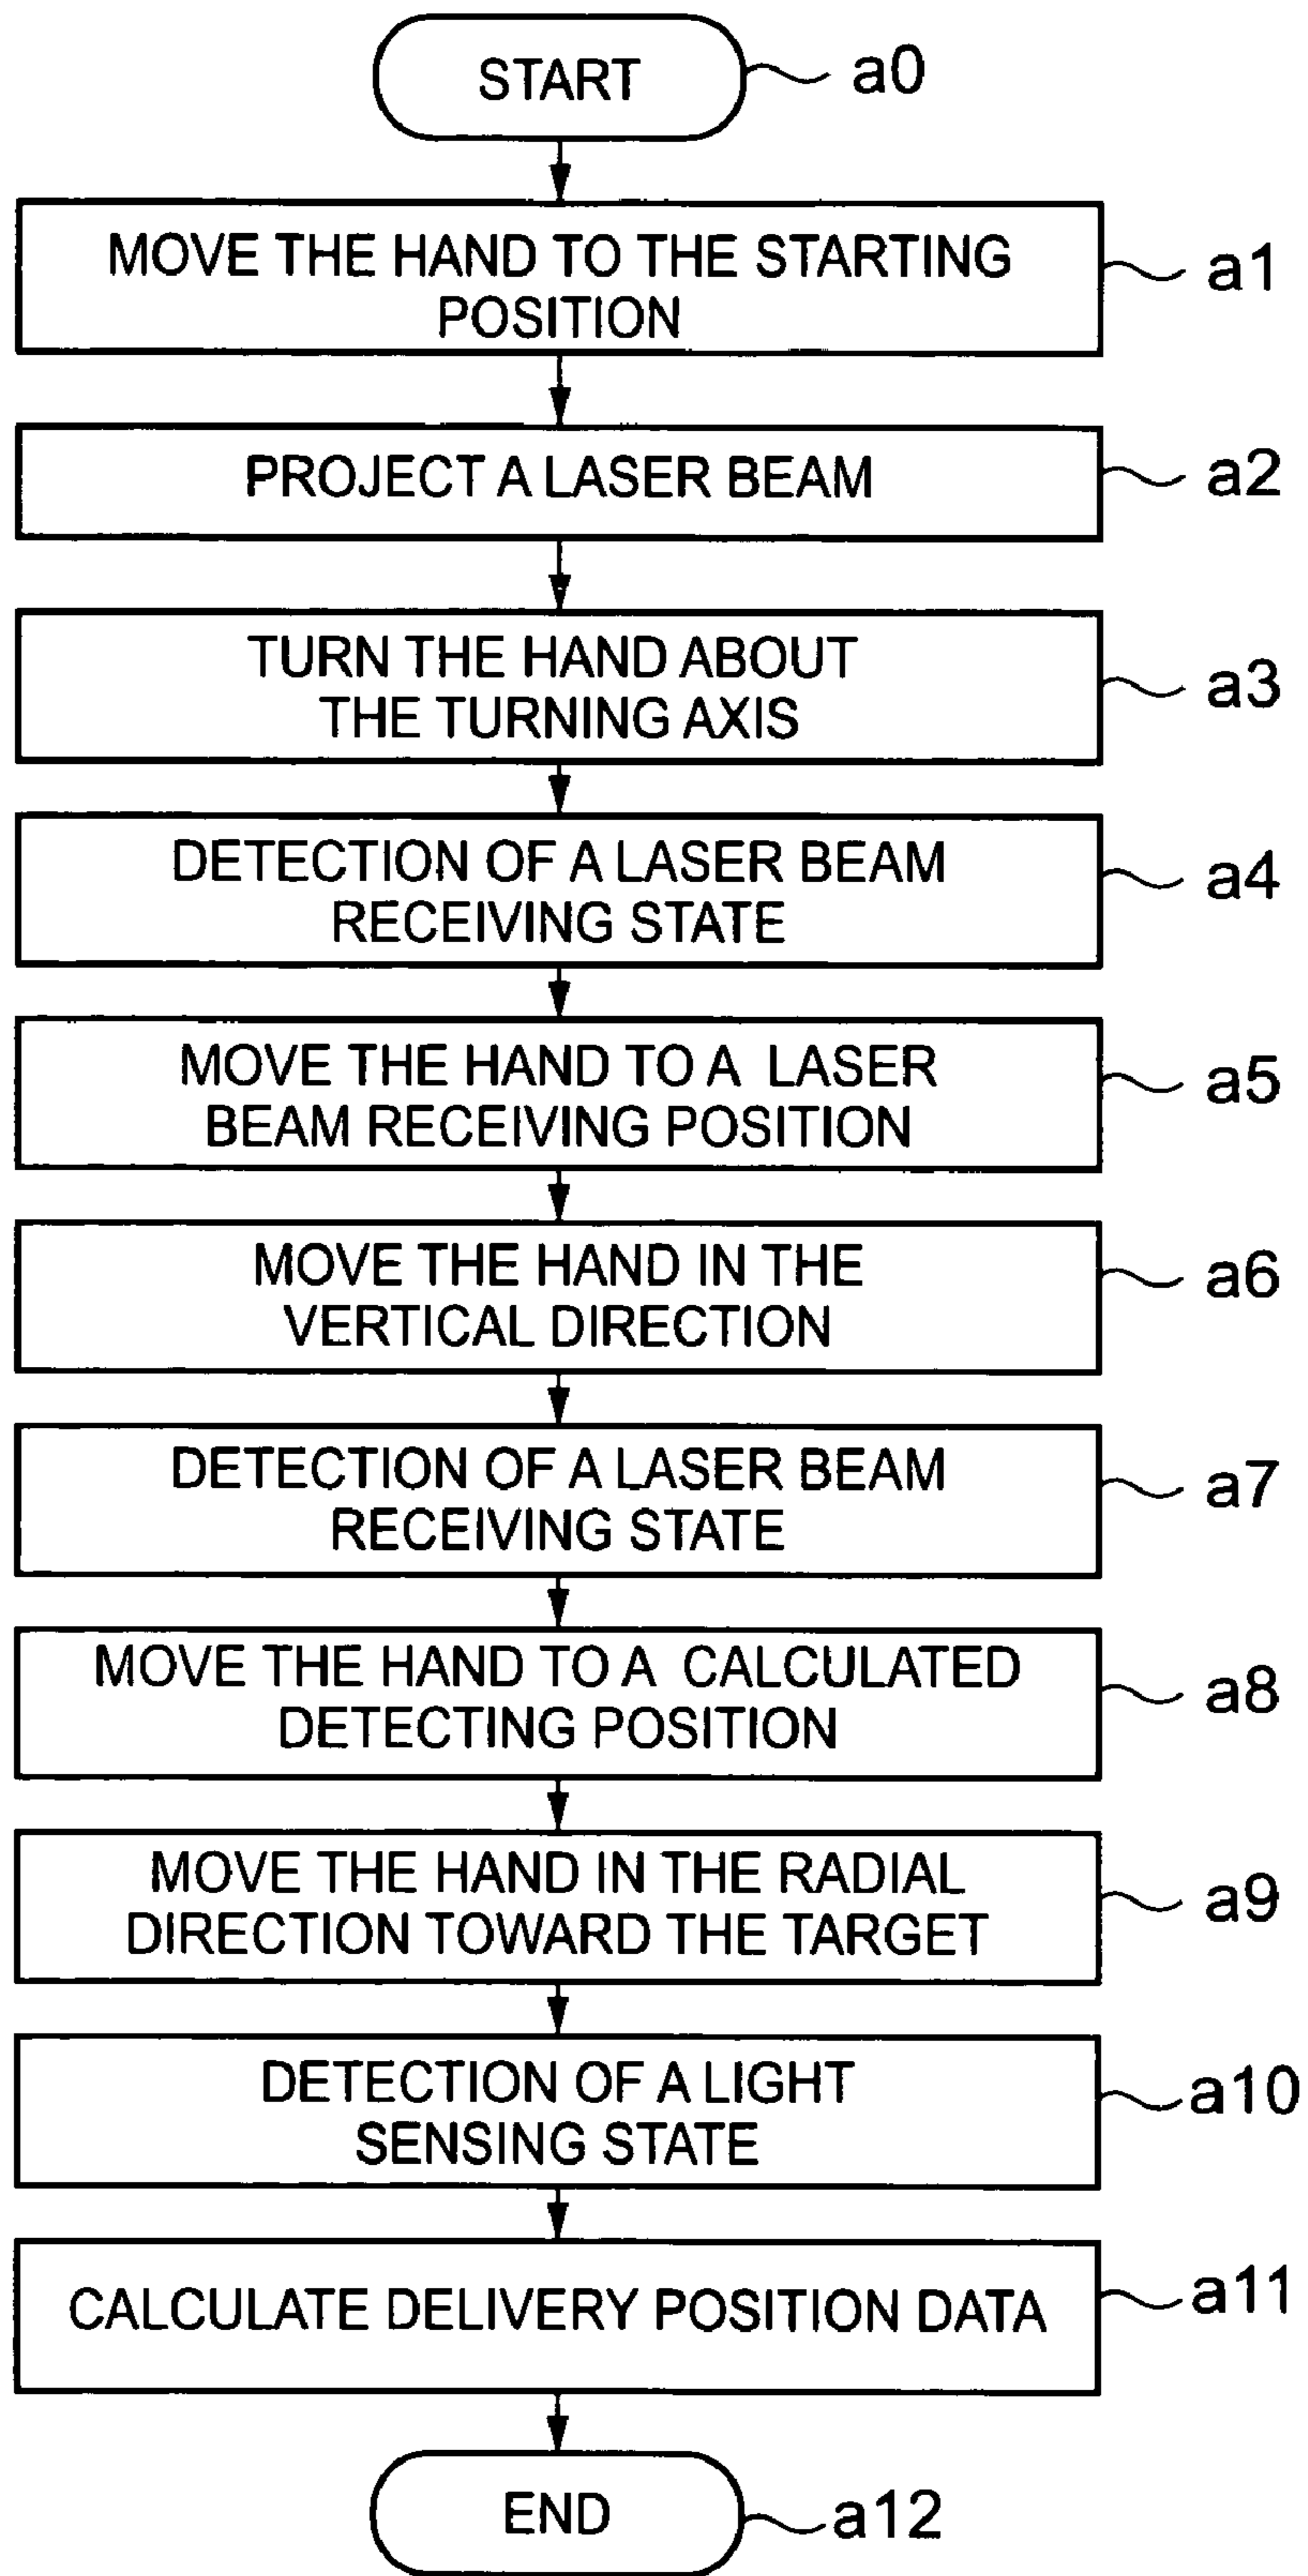 START
a0
MOVE THE HAND TO THE STARTING
POSITION
a1
PROJECT A LASER BEAM
a2
TURN THE HAND ABOUT
THE TURNING AXIS
a3
DETECTION OF A LASER BEAM
RECEIVING STATE
a4
MOVE THE HAND TO A LASER
BEAM RECEIVING POSITION
a5
MOVE THE HAND IN THE
VERTICAL DIRECTION
a6
DETECTION OF A LASER BEAM
RECEIVING STATE
a7
MOVE THE HAND TO A CALCULATED
DETECTING POSITION
a8
MOVE THE HAND IN THE RADIAL
DIRECTION TOWARD THE TARGET
a9
DETECTION OF A LIGHT
SENSING STATE
a10
CALCULATE DELIVERY POSITION DATA
a11
END
a12